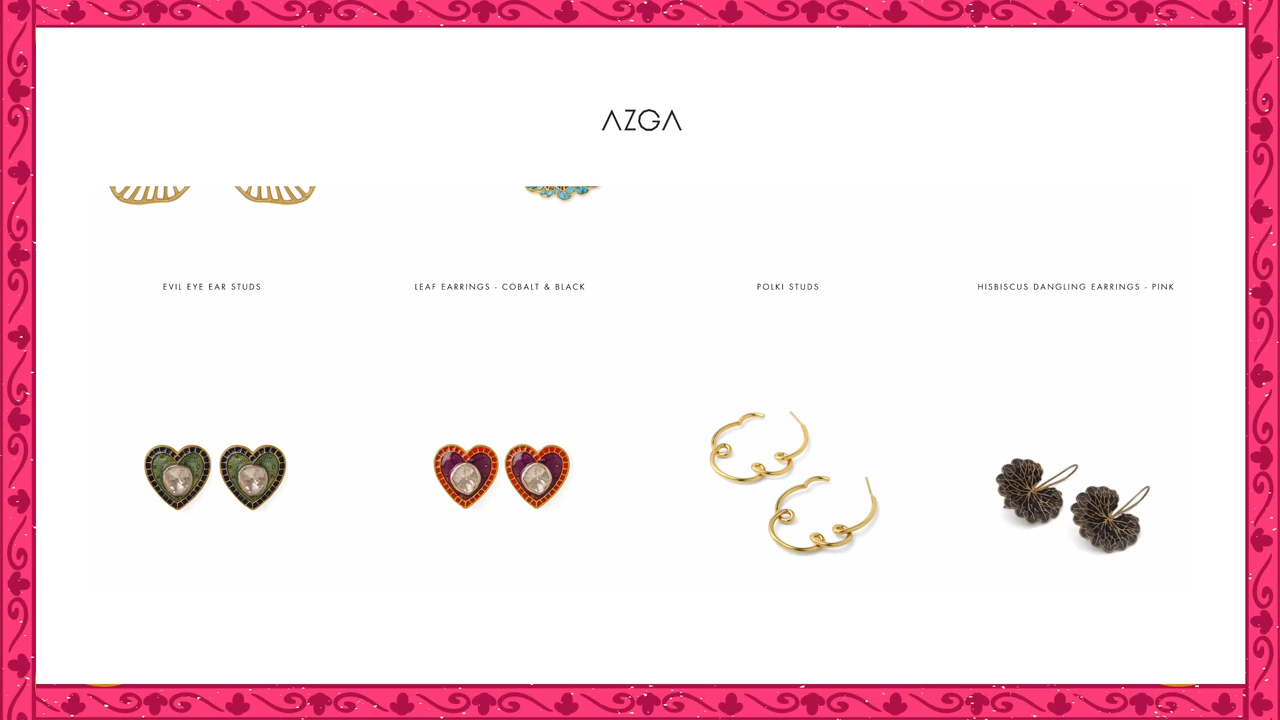 AZGA
EVIL EYE EAR STUDS
LEAF EARRINGS - COBALT & BLACK
POLKI STUDS
HISBISCUS DANGLING EARRINGS - PINK